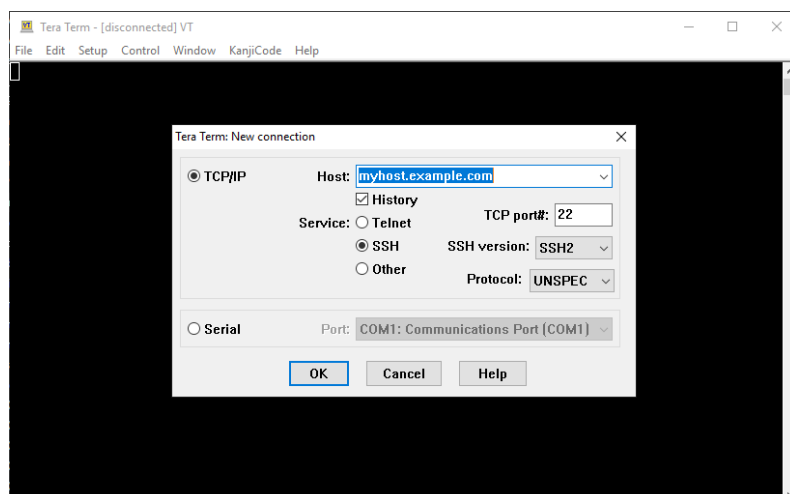 Tera Term - [disconnected] VT
File Edit Setup Control Window KanjiCode Help
Tera Term: New connection
TCP/IP Host: myhost.example.com
History
Service: Telnet TCP port#: 22
SSH SSH version: SSH2
Other Protocol: UNSPEC
Serial Port: COM1: Communications Port (COM1)
OK Cancel Help